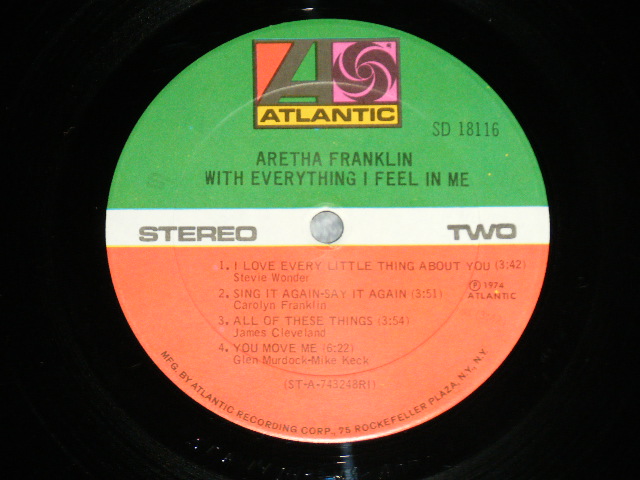 ATLANTIC
SD 18116
ARETHA FRANKLIN
WITH EVERYTHING I FEEL IN ME
STEREO TWO
1. I LOVE EVERY LITTLE THING ABOUT YOU (3:42)
Stevie Wonder
2. SING IT AGAIN-SAY IT AGAIN (3:51)
Carolyn Franklin
3. ALL OF THESE THINGS (3:54)
James Cleveland
4. YOU MOVE ME (6:22)
Glen Murdock-Mike Keck
Ⓟ 1974
ATLANTIC
(ST-A-743248RI)
MFG. BY ATLANTIC RECORDING CORP., 75 ROCKEFELLER PLAZA, N.Y., N.Y.